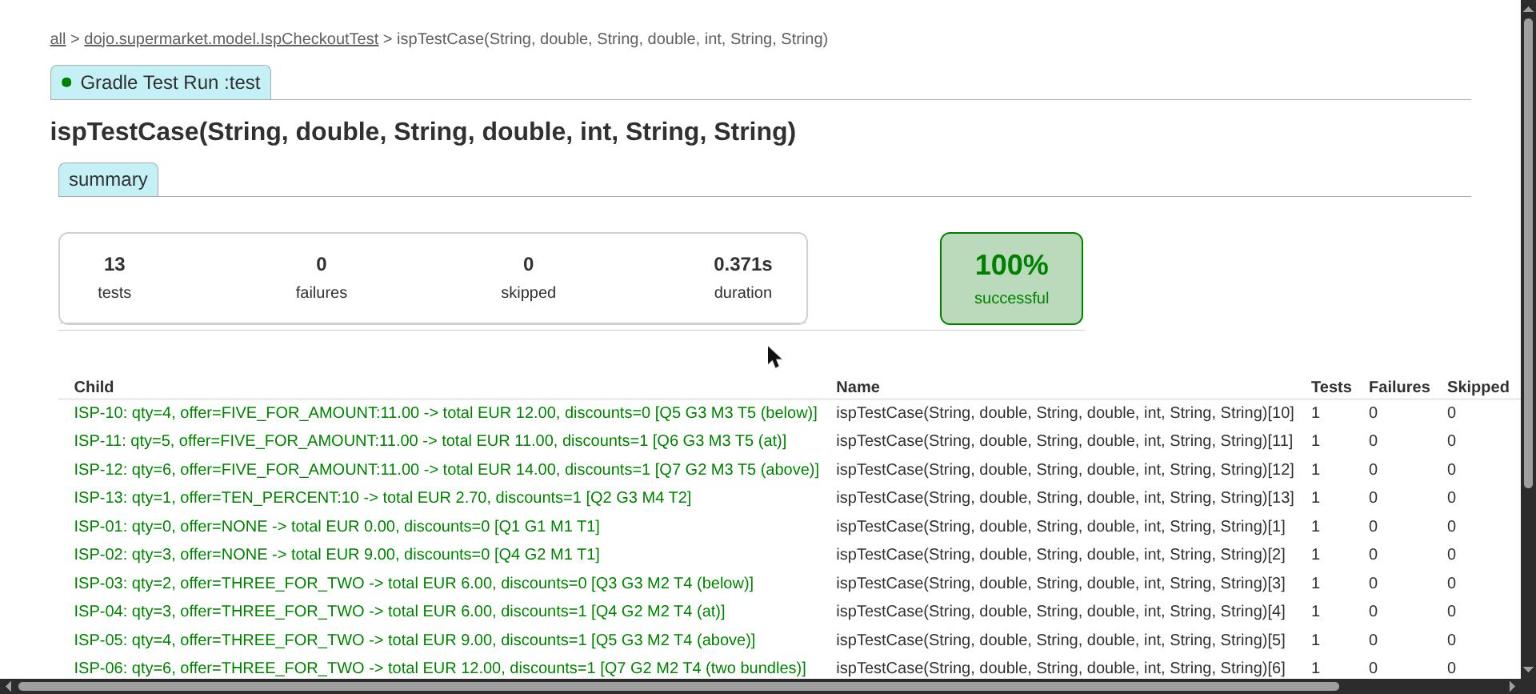 all > dojo.supermarket.model.IspCheckoutTest > ispTestCase(String, double, String, double, int, String, String)
Gradle Test Run :test
ispTestCase(String, double, String, double, int, String, String)
summary
13 0 0 0.371s 100%
tests failures skipped duration successful
Child Name Tests Failures Skipped
ISP-10: qty=4, offer=FIVE_FOR_AMOUNT:11.00 -> total EUR 12.00, discounts=0 [Q5 G3 M3 T5 (below)] ispTestCase(String, double, String, double, int, String, String)[10] 1 0 0
ISP-11: qty=5, offer=FIVE_FOR_AMOUNT:11.00 -> total EUR 11.00, discounts=1 [Q6 G3 M3 T5 (at)] ispTestCase(String, double, String, double, int, String, String)[11] 1 0 0
ISP-12: qty=6, offer=FIVE_FOR_AMOUNT:11.00 -> total EUR 14.00, discounts=1 [Q7 G2 M3 T5 (above)] ispTestCase(String, double, String, double, int, String, String)[12] 1 0 0
ISP-13: qty=1, offer=TEN_PERCENT:10 -> total EUR 2.70, discounts=1 [Q2 G3 M4 T2] ispTestCase(String, double, String, double, int, String, String)[13] 1 0 0
ISP-01: qty=0, offer=NONE -> total EUR 0.00, discounts=0 [Q1 G1 M1 T1] ispTestCase(String, double, String, double, int, String, String)[1] 1 0 0
ISP-02: qty=3, offer=NONE -> total EUR 9.00, discounts=0 [Q4 G2 M1 T1] ispTestCase(String, double, String, double, int, String, String)[2] 1 0 0
ISP-03: qty=2, offer=THREE_FOR_TWO -> total EUR 6.00, discounts=0 [Q3 G3 M2 T4 (below)] ispTestCase(String, double, String, double, int, String, String)[3] 1 0 0
ISP-04: qty=3, offer=THREE_FOR_TWO -> total EUR 6.00, discounts=1 [Q4 G2 M2 T4 (at)] ispTestCase(String, double, String, double, int, String, String)[4] 1 0 0
ISP-05: qty=4, offer=THREE_FOR_TWO -> total EUR 9.00, discounts=1 [Q5 G3 M2 T4 (above)] ispTestCase(String, double, String, double, int, String, String)[5] 1 0 0
ISP-06: qty=6, offer=THREE_FOR_TWO -> total EUR 12.00, discounts=1 [Q7 G2 M2 T4 (two bundles)] ispTestCase(String, double, String, double, int, String, String)[6] 1 0 0